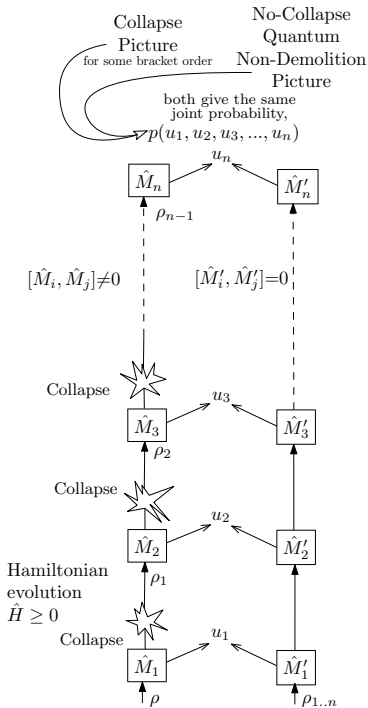 Collapse
Picture
for some bracket order
No-Collapse
Quantum
Non-Demolition
Picture
both give the same
joint probability,
p(u₁, u₂, u₃, ..., uₙ)
uₙ
M̂ₙ
M̂′ₙ
ρₙ₋₁
[M̂ᵢ, M̂ⱼ]≠0
[M̂′ᵢ, M̂′ⱼ]=0
Collapse
u₃
M̂₃
M̂′₃
ρ₂
Collapse
u₂
M̂₂
M̂′₂
ρ₁
Hamiltonian
evolution
Ĥ ≥ 0
Collapse
u₁
M̂₁
M̂′₁
ρ
ρ₁..ₙ